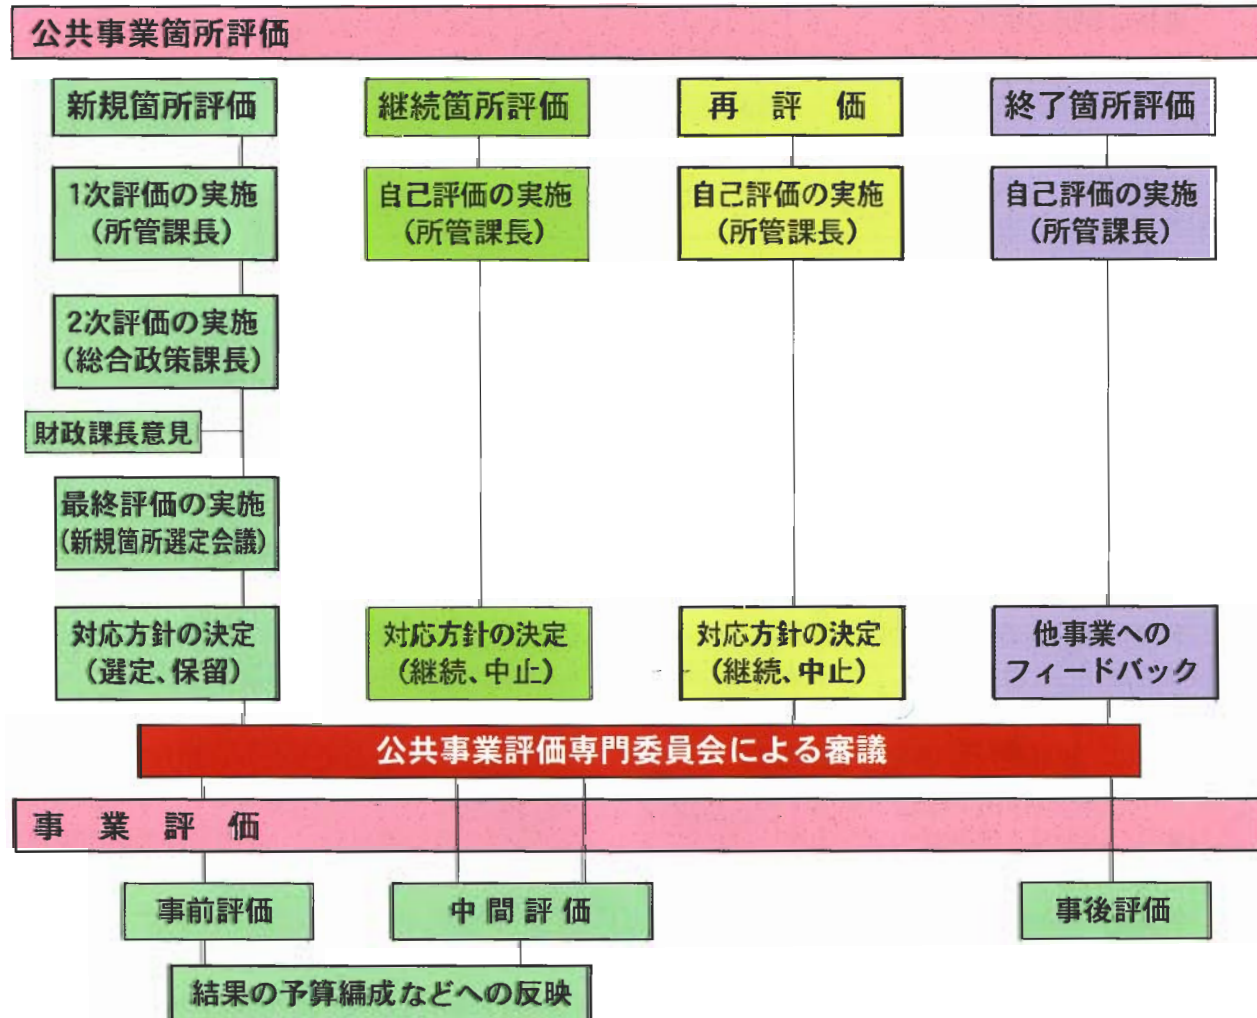 公共事業箇所評価
新規箇所評価
継続箇所評価
再 評 価
終了箇所評価
1次評価の実施
(所管課長)
自己評価の実施
(所管課長)
自己評価の実施
(所管課長)
自己評価の実施
(所管課長)
2次評価の実施
(総合政策課長)
財政課長意見
最終評価の実施
(新規箇所選定会議)
対応方針の決定
(選定、保留)
対応方針の決定
(継続、中止)
対応方針の決定
(継続、中止)
他事業への
フィードバック
公共事業評価専門委員会による審議
事 業 評 価
事前評価
中 間 評 価
事後評価
結果の予算編成などへの反映